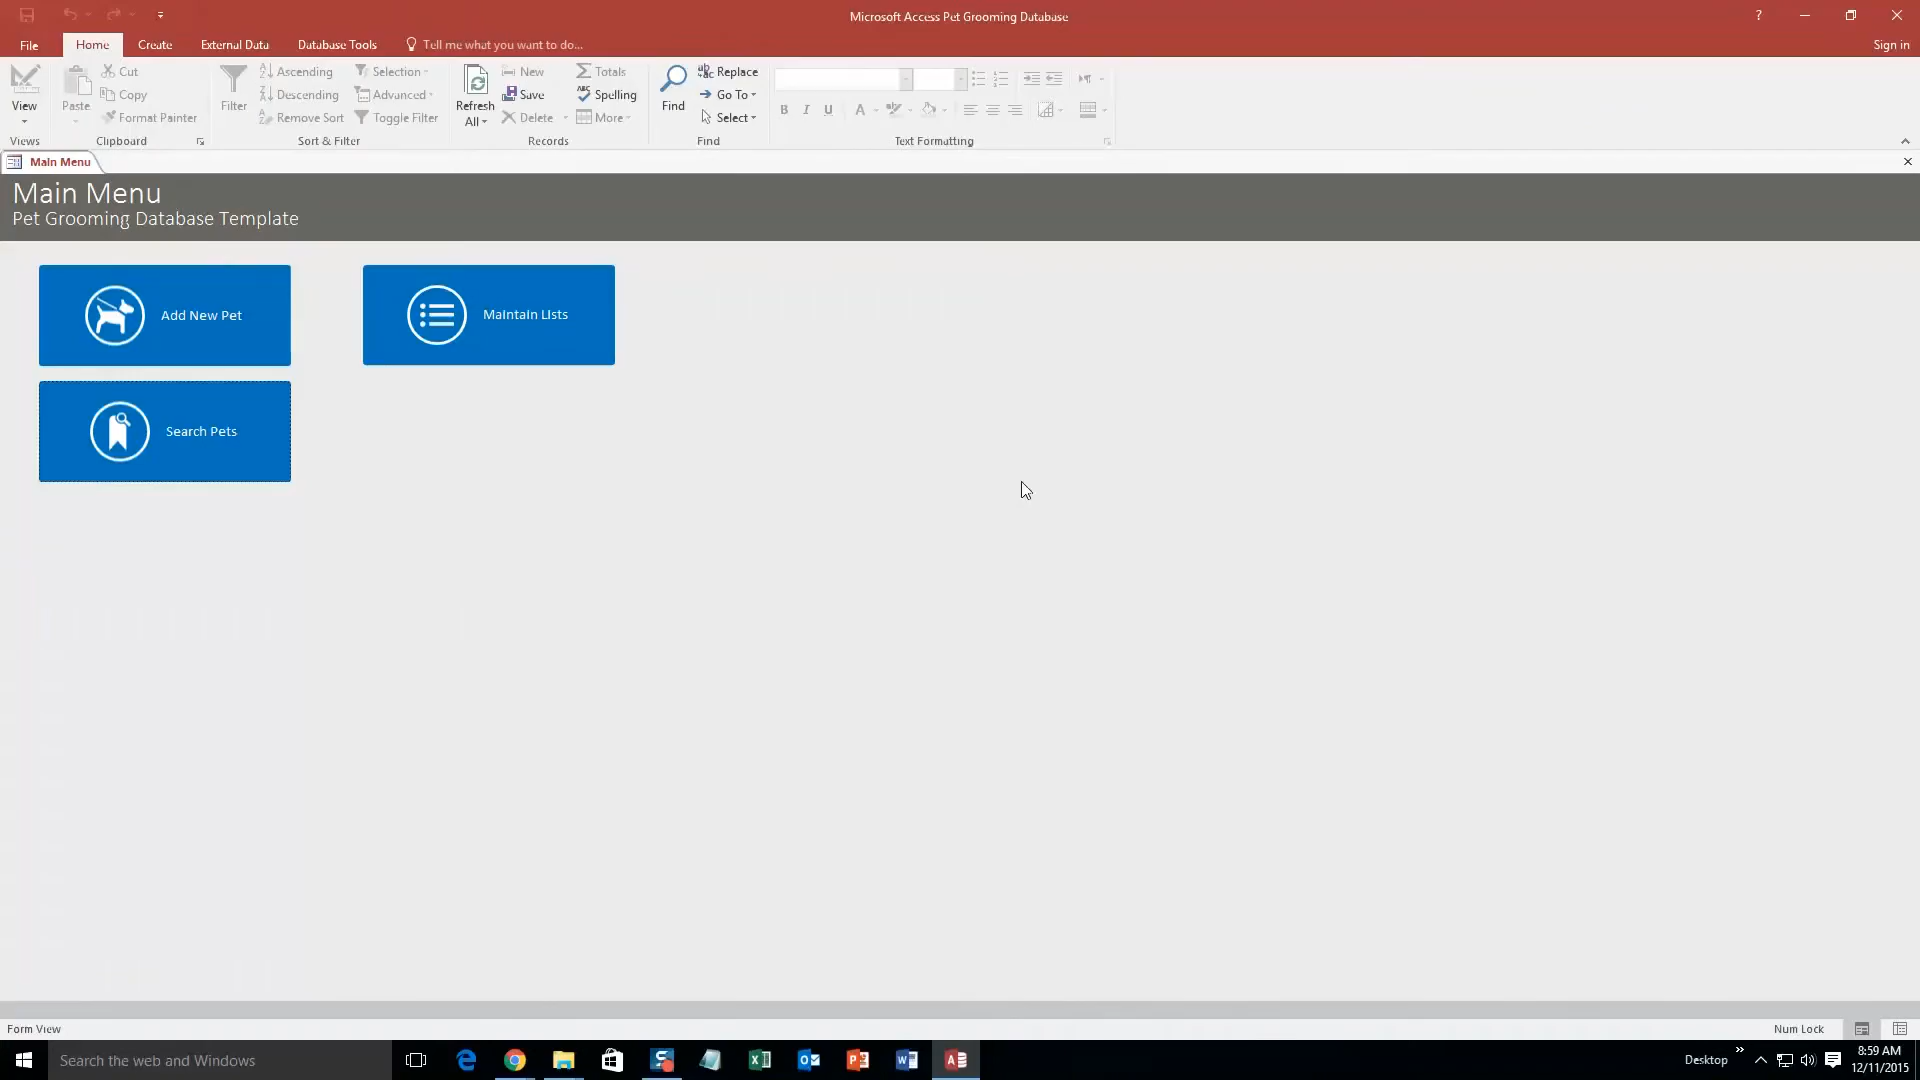 Microsoft Access Pet Grooming Database
?
File Home Create External Data Database Tools Tell me what you want to do... Sign in
View
Views
Paste
Cut
Copy
Format Painter
Clipboard
Filter
Ascending
Descending
Remove Sort
Selection
Advanced
Toggle Filter
Sort & Filter
Refresh
All
New
Save
Delete
Totals
Spelling
More
Records
Find
Replace
Go To
Select
Find
B I U A
Text Formatting
Main Menu
Main Menu
Pet Grooming Database Template
Add New Pet
Maintain Lists
Search Pets
Form View
Num Lock
Search the web and Windows
Desktop
8:59 AM
12/11/2015